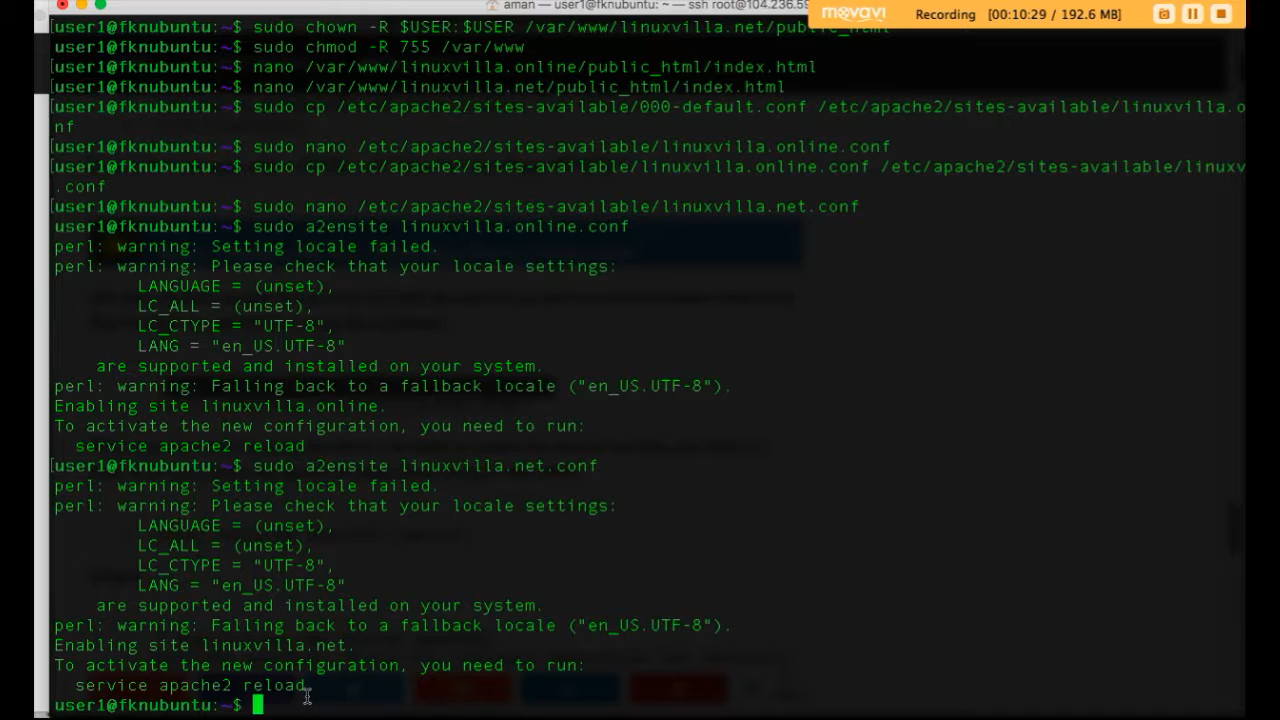 aman — user1@fknubuntu: ~ — ssh root@104.236.59
movavi
Recording [00:10:29 / 192.6 MB]
[user1@fknubuntu:~$ sudo chown -R $USER:$USER /var/www/linuxvilla.net/public_html
[user1@fknubuntu:~$ sudo chmod -R 755 /var/www
[user1@fknubuntu:~$ nano /var/www/linuxvilla.online/public_html/index.html
[user1@fknubuntu:~$ nano /var/www/linuxvilla.net/public_html/index.html
[user1@fknubuntu:~$ sudo cp /etc/apache2/sites-available/000-default.conf /etc/apache2/sites-available/linuxvilla.o
nf
[user1@fknubuntu:~$ sudo nano /etc/apache2/sites-available/linuxvilla.online.conf
[user1@fknubuntu:~$ sudo cp /etc/apache2/sites-available/linuxvilla.online.conf /etc/apache2/sites-available/linuxv
.conf
[user1@fknubuntu:~$ sudo nano /etc/apache2/sites-available/linuxvilla.net.conf
user1@fknubuntu:~$ sudo a2ensite linuxvilla.online.conf
perl: warning: Setting locale failed.
perl: warning: Please check that your locale settings:
LANGUAGE = (unset),
LC_ALL = (unset),
LC_CTYPE = "UTF-8",
LANG = "en_US.UTF-8"
are supported and installed on your system.
perl: warning: Falling back to a fallback locale ("en_US.UTF-8").
Enabling site linuxvilla.online.
To activate the new configuration, you need to run:
service apache2 reload
[user1@fknubuntu:~$ sudo a2ensite linuxvilla.net.conf
perl: warning: Setting locale failed.
perl: warning: Please check that your locale settings:
LANGUAGE = (unset),
LC_ALL = (unset),
LC_CTYPE = "UTF-8",
LANG = "en_US.UTF-8"
are supported and installed on your system.
perl: warning: Falling back to a fallback locale ("en_US.UTF-8").
Enabling site linuxvilla.net.
To activate the new configuration, you need to run:
service apache2 reload
user1@fknubuntu:~$